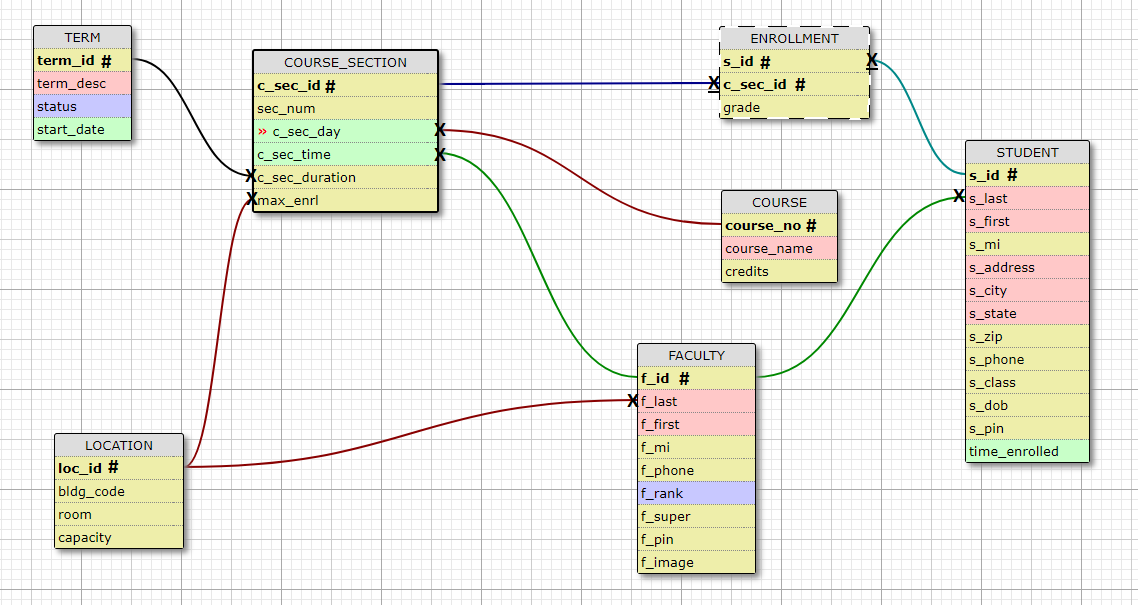 TERM
term_id #
term_desc
status
start_date
COURSE_SECTION
c_sec_id #
sec_num
» c_sec_day X
c_sec_time X
X c_sec_duration
X max_enrl
ENROLLMENT
s_id # X
X c_sec_id #
grade
COURSE
course_no #
course_name
credits
STUDENT
s_id #
X s_last
s_first
s_mi
s_address
s_city
s_state
s_zip
s_phone
s_class
s_dob
s_pin
time_enrolled
FACULTY
f_id #
X f_last
f_first
f_mi
f_phone
f_rank
f_super
f_pin
f_image
LOCATION
loc_id #
bldg_code
room
capacity